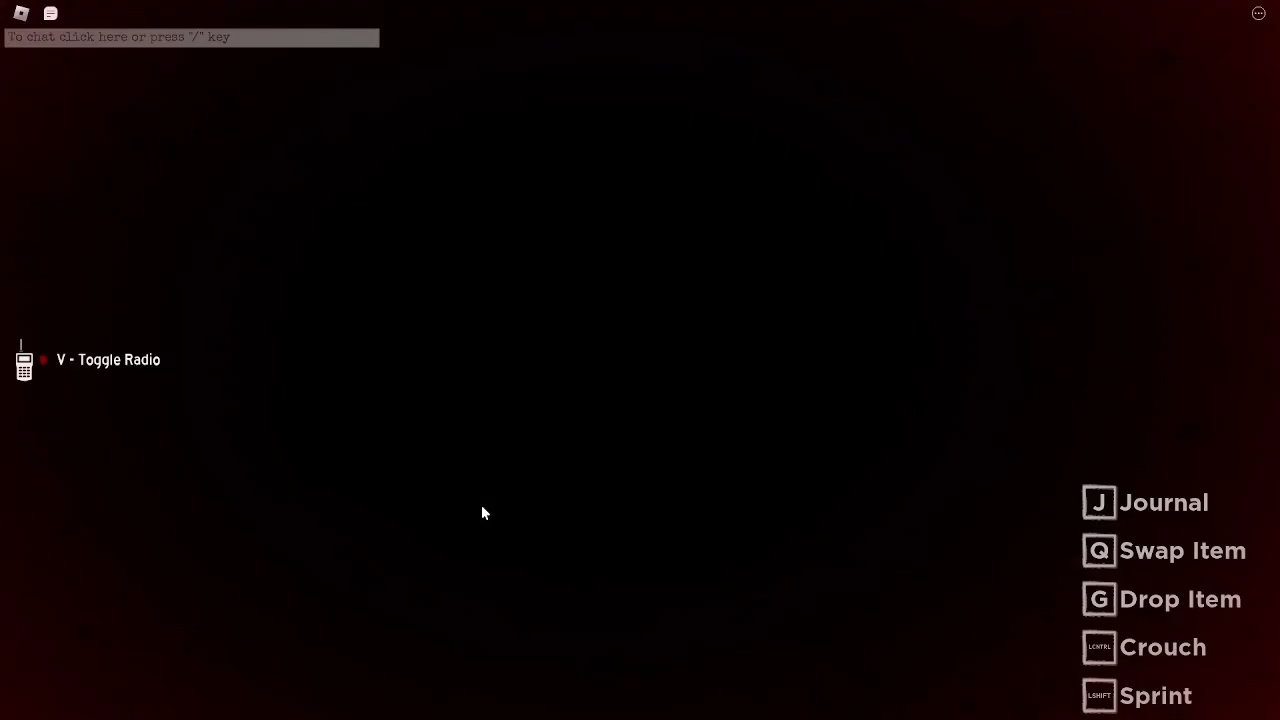 To chat click here or press "/" key
V - Toggle Radio
J Journal
Q Swap Item
G Drop Item
LCNTRL Crouch
LSHIFT Sprint